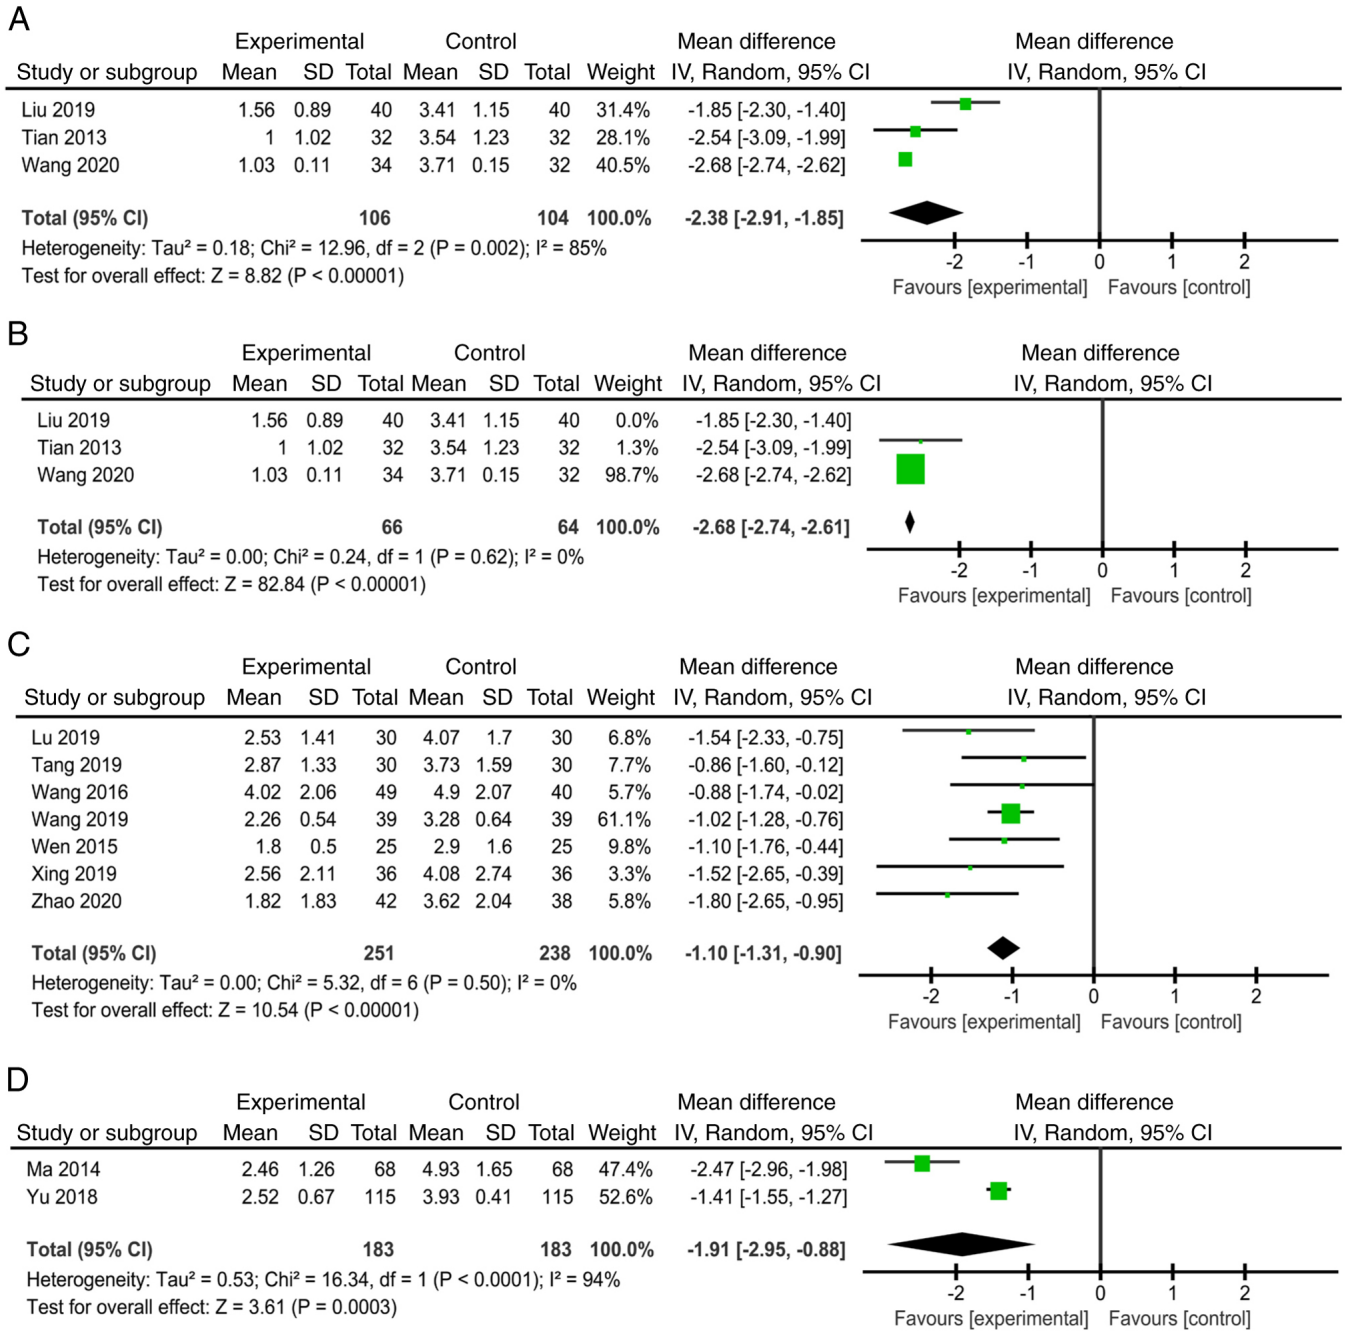 A
Experimental Control Mean difference Mean difference
Study or subgroup Mean SD Total Mean SD Total Weight IV, Random, 95% CI IV, Random, 95% CI
Liu 2019 1.56 0.89 40 3.41 1.15 40 31.4% -1.85 [-2.30, -1.40]
Tian 2013 1 1.02 32 3.54 1.23 32 28.1% -2.54 [-3.09, -1.99]
Wang 2020 1.03 0.11 34 3.71 0.15 32 40.5% -2.68 [-2.74, -2.62]
Total (95% CI) 106 104 100.0% -2.38 [-2.91, -1.85]
Heterogeneity: Tau² = 0.18; Chi² = 12.96, df = 2 (P = 0.002); I² = 85%
Test for overall effect: Z = 8.82 (P < 0.00001)
-2 -1 0 1 2
Favours [experimental] Favours [control]
B
Experimental Control Mean difference Mean difference
Study or subgroup Mean SD Total Mean SD Total Weight IV, Random, 95% CI IV, Random, 95% CI
Liu 2019 1.56 0.89 40 3.41 1.15 40 0.0% -1.85 [-2.30, -1.40]
Tian 2013 1 1.02 32 3.54 1.23 32 1.3% -2.54 [-3.09, -1.99]
Wang 2020 1.03 0.11 34 3.71 0.15 32 98.7% -2.68 [-2.74, -2.62]
Total (95% CI) 66 64 100.0% -2.68 [-2.74, -2.61]
Heterogeneity: Tau² = 0.00; Chi² = 0.24, df = 1 (P = 0.62); I² = 0%
Test for overall effect: Z = 82.84 (P < 0.00001)
-2 -1 0 1 2
Favours [experimental] Favours [control]
C
Experimental Control Mean difference Mean difference
Study or subgroup Mean SD Total Mean SD Total Weight IV, Random, 95% CI IV, Random, 95% CI
Lu 2019 2.53 1.41 30 4.07 1.7 30 6.8% -1.54 [-2.33, -0.75]
Tang 2019 2.87 1.33 30 3.73 1.59 30 7.7% -0.86 [-1.60, -0.12]
Wang 2016 4.02 2.06 49 4.9 2.07 40 5.7% -0.88 [-1.74, -0.02]
Wang 2019 2.26 0.54 39 3.28 0.64 39 61.1% -1.02 [-1.28, -0.76]
Wen 2015 1.8 0.5 25 2.9 1.6 25 9.8% -1.10 [-1.76, -0.44]
Xing 2019 2.56 2.11 36 4.08 2.74 36 3.3% -1.52 [-2.65, -0.39]
Zhao 2020 1.82 1.83 42 3.62 2.04 38 5.8% -1.80 [-2.65, -0.95]
Total (95% CI) 251 238 100.0% -1.10 [-1.31, -0.90]
Heterogeneity: Tau² = 0.00; Chi² = 5.32, df = 6 (P = 0.50); I² = 0%
Test for overall effect: Z = 10.54 (P < 0.00001)
-2 -1 0 1 2
Favours [experimental] Favours [control]
D
Experimental Control Mean difference Mean difference
Study or subgroup Mean SD Total Mean SD Total Weight IV, Random, 95% CI IV, Random, 95% CI
Ma 2014 2.46 1.26 68 4.93 1.65 68 47.4% -2.47 [-2.96, -1.98]
Yu 2018 2.52 0.67 115 3.93 0.41 115 52.6% -1.41 [-1.55, -1.27]
Total (95% CI) 183 183 100.0% -1.91 [-2.95, -0.88]
Heterogeneity: Tau² = 0.53; Chi² = 16.34, df = 1 (P < 0.0001); I² = 94%
Test for overall effect: Z = 3.61 (P = 0.0003)
-2 -1 0 1 2
Favours [experimental] Favours [control]